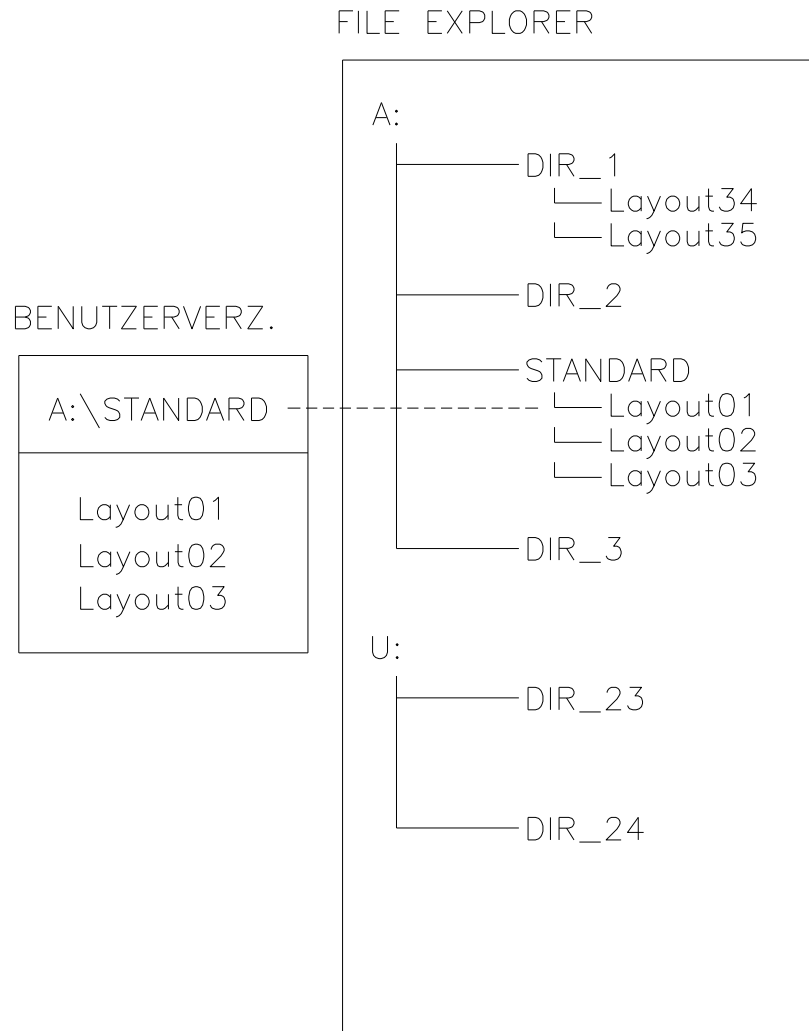 FILE EXPLORER
A:
DIR_1
Layout34
Layout35
DIR_2
STANDARD
Layout01
Layout02
Layout03
DIR_3
U:
DIR_23
DIR_24
BENUTZERVERZ.
A:\STANDARD
Layout01
Layout02
Layout03